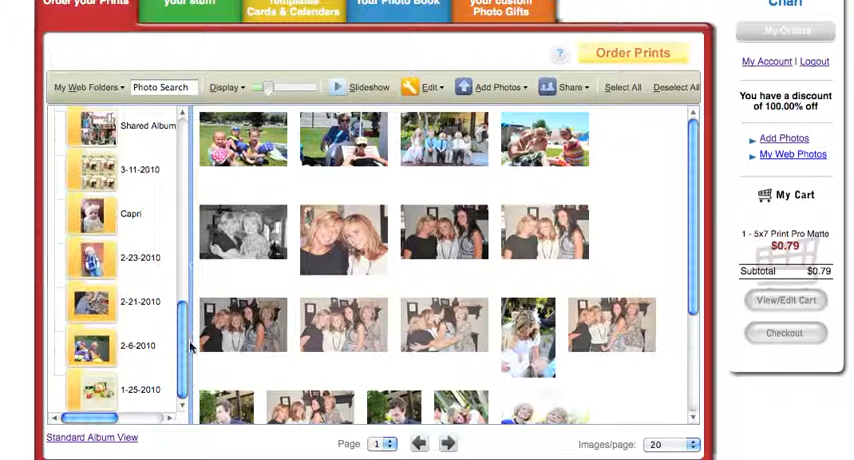 Order your Prints
your stuff
Templates
Cards & Calendars
Your Photo Book
your custom
Photo Gifts
Chari
My Orders
My Account | Logout
You have a discount
of 100.00% off
Add Photos
My Web Photos
My Cart
1 - 5x7 Print Pro Matte
$0.79
Subtotal $0.79
View/Edit Cart
Checkout
? Order Prints
My Web Folders Photo Search Display Slideshow Edit Add Photos Share Select All Deselect All
Shared Album
3-11-2010
Capri
2-23-2010
2-21-2010
2-6-2010
1-25-2010
Standard Album View
Page 1
Images/page: 20